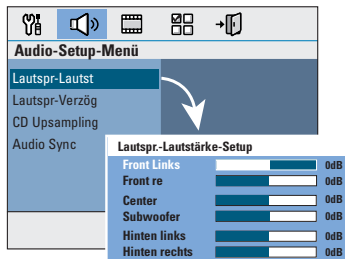 Audio-Setup-Menü
Lautspr-Lautst
Lautspr-Verzög
CD Upsampling
Audio Sync
Lautspr.-Lautstärke-Setup
Front Links 0dB
Front re 0dB
Center 0dB
Subwoofer 0dB
Hinten links 0dB
Hinten rechts 0dB